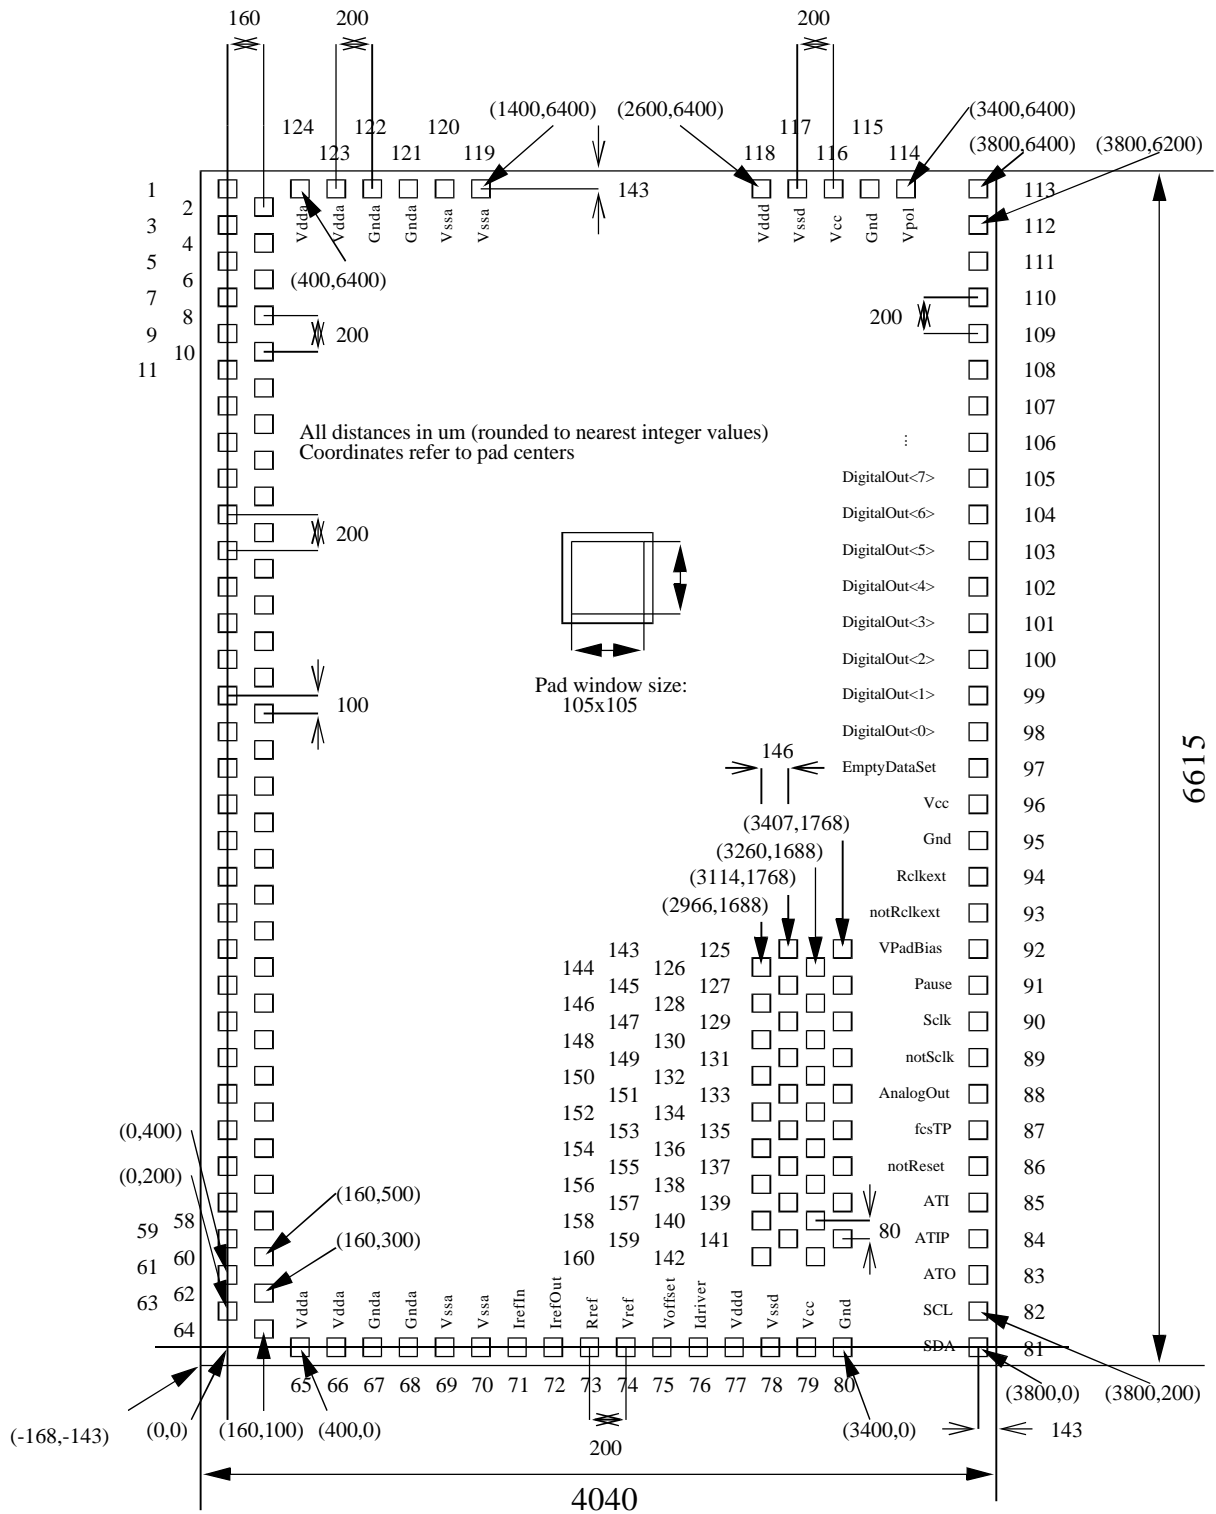 160 200 200
(1400,6400) (2600,6400) (3400,6400)
124 122 120 117 115 (3800,6400) (3800,6200)
123 121 119 118 116 114
1 143 113
2
3 Vdda Vdda Gnda Gnda Vssa Vssa Vddd Vssd Vcc Gnd Vpol 112
4
5 111
6 (400,6400)
7 110
8 200
9 200 109
10
11 108
107
All distances in um (rounded to nearest integer values)
Coordinates refer to pad centers
... 106
DigitalOut<7> 105
DigitalOut<6> 104
200
DigitalOut<5> 103
DigitalOut<4> 102
DigitalOut<3> 101
DigitalOut<2> 100
Pad window size:
105x105
DigitalOut<1> 99
100
DigitalOut<0> 98
146
EmptyDataSet 97
6615
Vcc 96
(3407,1768)
Gnd 95
(3260,1688)
(3114,1768) Rclkext 94
(2966,1688) notRclkext 93
143 125 VPadBias 92
144 126
145 127 Pause 91
146 128
147 129 Sclk 90
148 130
149 131 notSclk 89
150 132
151 133 AnalogOut 88
152 134
(0,400) 153 135 fcsTP 87
154 136
155 137 notReset 86
(0,200)
156 138
(160,500) 157 139 ATI 85
58 158 140
59 80
(160,300) 159 141 ATIP 84
60 160 142
61 ATO 83
62
63 SCL 82
64 Vdda Vdda Gnda Gnda Vssa Vssa IrefIn IrefOut Rref Vref Voffset Idriver Vddd Vssd Vcc Gnd
SDA 81
65 66 67 68 69 70 71 72 73 74 75 76 77 78 79 80
(3800,0) (3800,200)
(-168,-143) (0,0) (160,100) (400,0) (3400,0) 143
200
4040